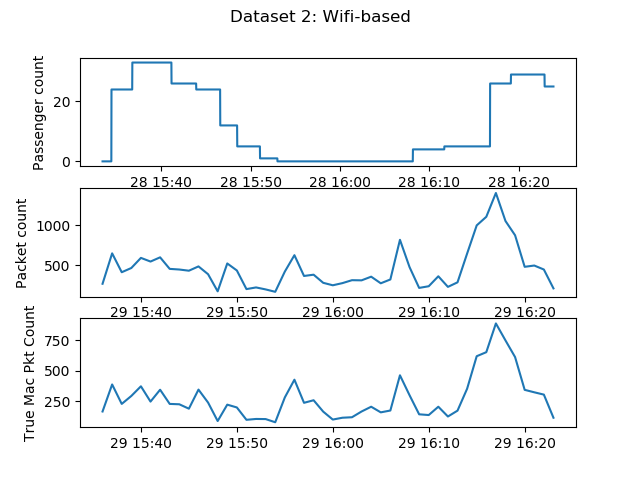 Dataset 2: Wifi-based
Passenger count
20
0
28 15:40 28 15:50 28 16:00 28 16:10 28 16:20
Packet count
1000
500
29 15:40 29 15:50 29 16:00 29 16:10 29 16:20
True Mac Pkt Count
750
500
250
29 15:40 29 15:50 29 16:00 29 16:10 29 16:20